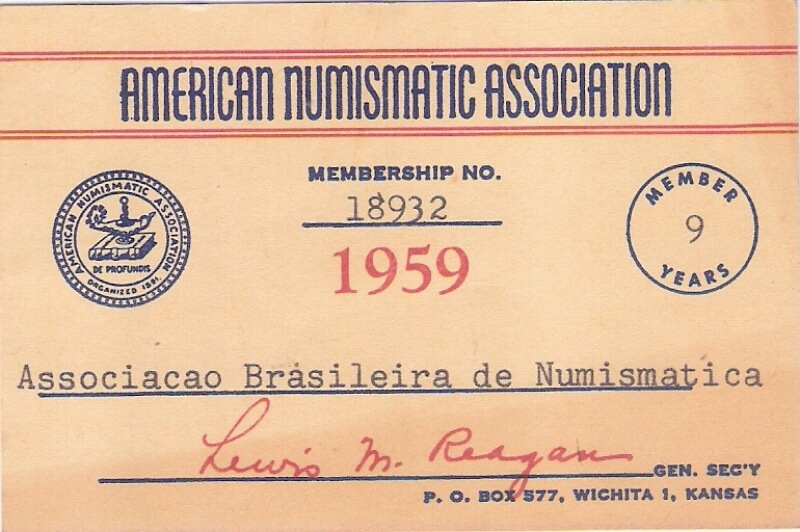 AMERICAN NUMISMATIC ASSOCIATION
MEMBERSHIP NO.
18932
1959
AMERICAN NUMISMATIC ASSOCIATION
DE PROFUNDIS
ORGANIZED 1891.
MEMBER
9
YEARS
Associacao Brasileira de Numismatica
Lewis M. Reagan
GEN. SEC'Y
P. O. BOX 577, WICHITA 1, KANSAS